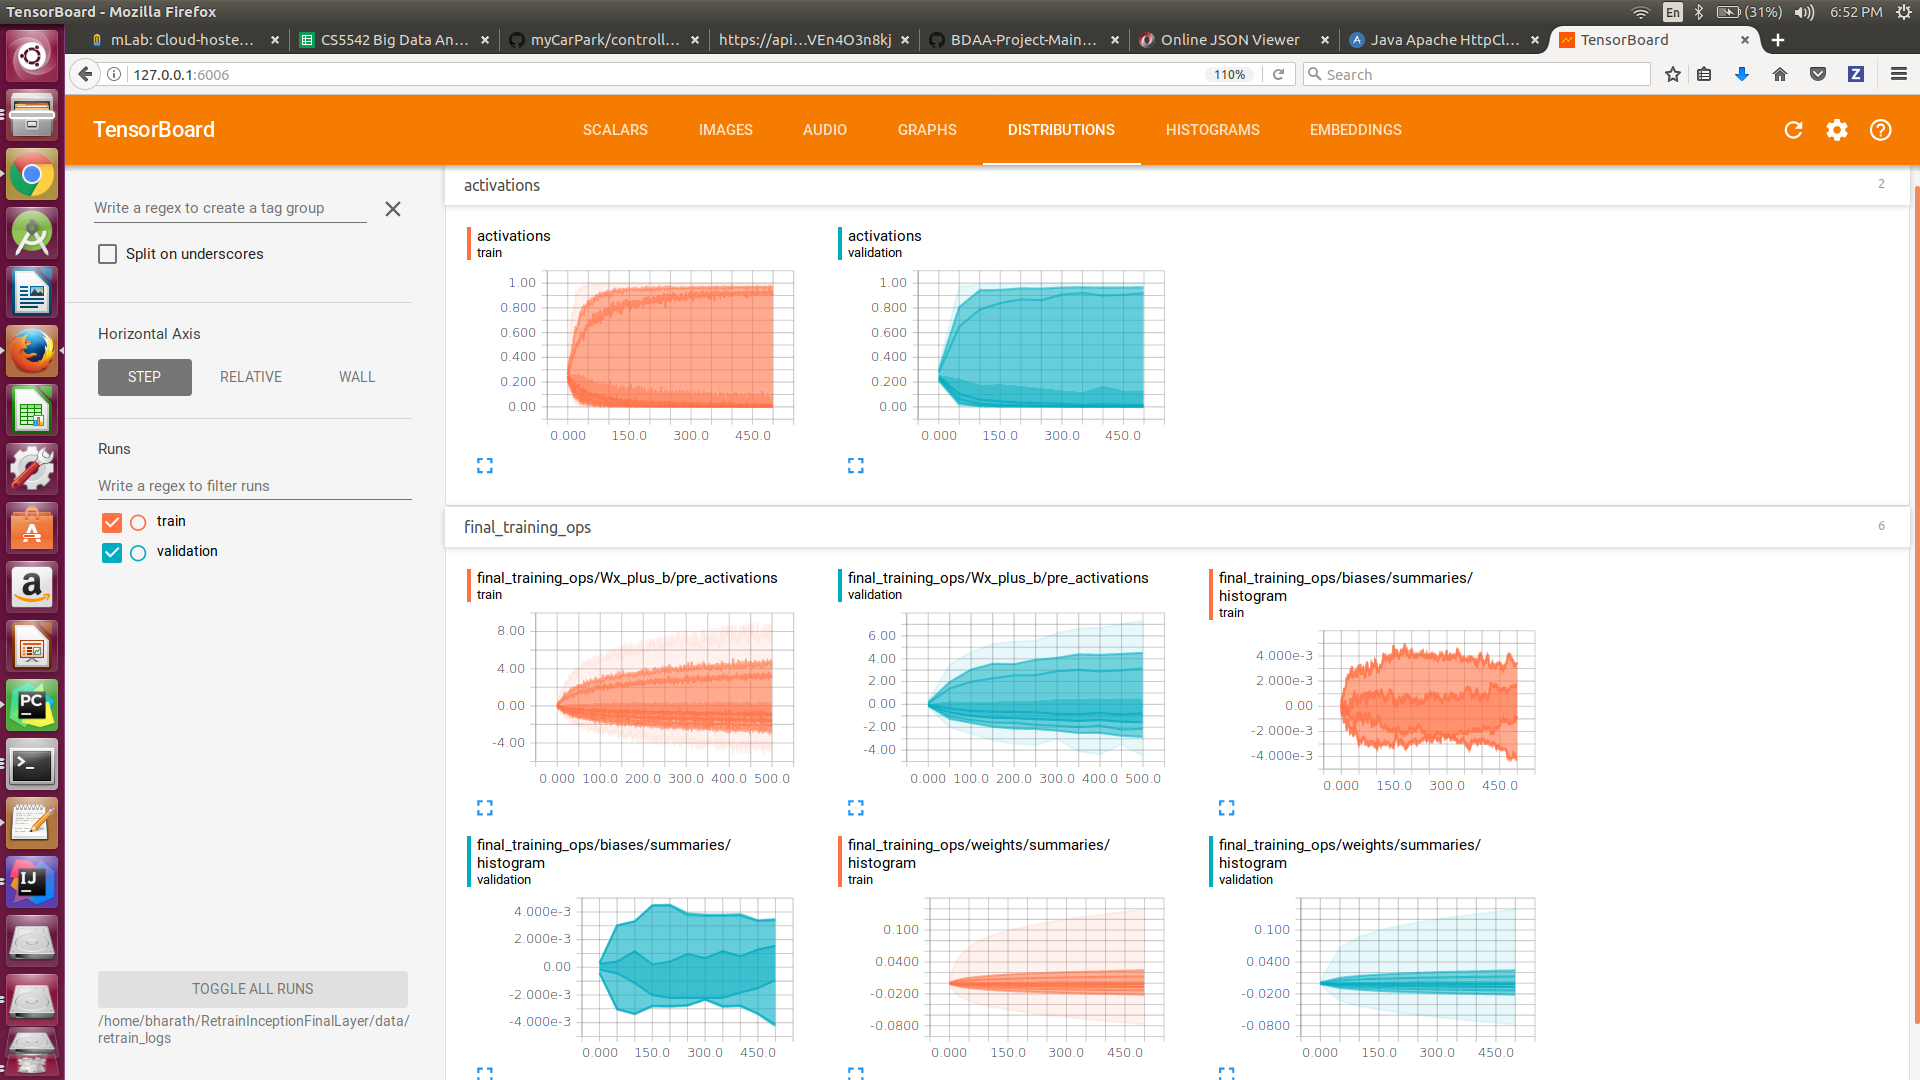 TensorBoard - Mozilla Firefox
En
(31%)
6:52 PM
mLab: Cloud-hoste...
CS5542 Big Data An...
myCarPark/controll...
https://api...VEn4O3n8kj
BDAA-Project-Main...
Online JSON Viewer
Java Apache HttpCl...
TensorBoard
127.0.0.1:6006
110%
Search
Z
TensorBoard
SCALARS
IMAGES
AUDIO
GRAPHS
DISTRIBUTIONS
HISTOGRAMS
EMBEDDINGS
Write a regex to create a tag group
Split on underscores
Horizontal Axis
STEP
RELATIVE
WALL
Runs
Write a regex to filter runs
train
validation
TOGGLE ALL RUNS
/home/bharath/RetrainInceptionFinalLayer/data/
retrain_logs
a
PC
IJ
activations
2
activations
train
1.00
0.800
0.600
0.400
0.200
0.00
0.000 150.0 300.0 450.0
activations
validation
1.00
0.800
0.600
0.400
0.200
0.00
0.000 150.0 300.0 450.0
final_training_ops
6
final_training_ops/Wx_plus_b/pre_activations
train
8.00
4.00
0.00
-4.00
0.000 100.0 200.0 300.0 400.0 500.0
final_training_ops/Wx_plus_b/pre_activations
validation
6.00
4.00
2.00
0.00
-2.00
-4.00
0.000 100.0 200.0 300.0 400.0 500.0
final_training_ops/biases/summaries/
histogram
train
4.000e-3
2.000e-3
0.00
-2.000e-3
-4.000e-3
0.000 150.0 300.0 450.0
final_training_ops/biases/summaries/
histogram
validation
4.000e-3
2.000e-3
0.00
-2.000e-3
-4.000e-3
0.000 150.0 300.0 450.0
final_training_ops/weights/summaries/
histogram
train
0.100
0.0400
-0.0200
-0.0800
0.000 150.0 300.0 450.0
final_training_ops/weights/summaries/
histogram
validation
0.100
0.0400
-0.0200
-0.0800
0.000 150.0 300.0 450.0